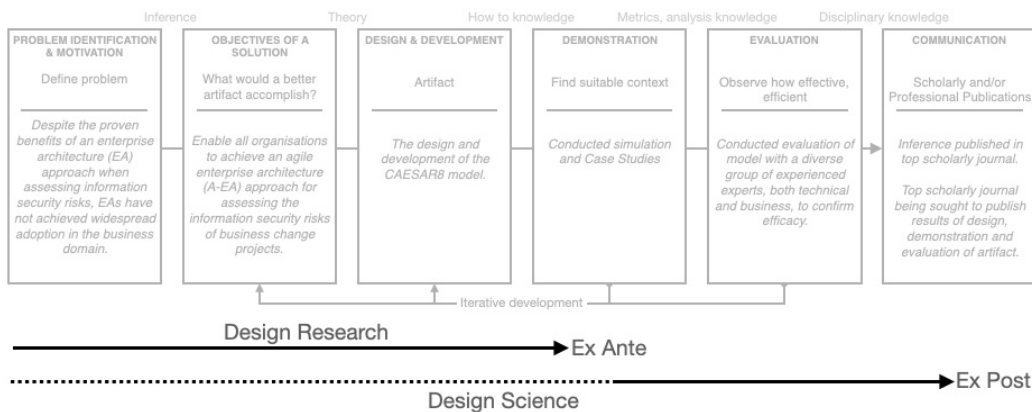 Inference
Theory
How to knowledge
Metrics, analysis knowledge
Disciplinary knowledge
PROBLEM IDENTIFICATION
& MOTIVATION
Define problem
Despite the proven
benefits of an enterprise
architecture (EA)
approach when
assessing information
security risks, EAs have
not achieved widespread
adoption in the business
domain.
OBJECTIVES OF A
SOLUTION
What would a better
artifact accomplish?
Enable all organisations
to achieve an agile
enterprise architecture
(A-EA) approach for
assessing the
information security risks
of business change
projects.
DESIGN & DEVELOPMENT
Artifact
The design and
development of the
CAESAR8 model.
DEMONSTRATION
Find suitable context
Conducted simulation
and Case Studies
EVALUATION
Observe how effective,
efficient
Conducted evaluation of
model with a diverse
group of experienced
experts, both technical
and business, to confirm
efficacy.
COMMUNICATION
Scholarly and/or
Professional Publications
Inference published in
top scholarly journal.
Top scholarly journal
being sought to publish
results of design,
demonstration and
evaluation of artifact.
Iterative development
Design Research
Ex Ante
Ex Post
Design Science